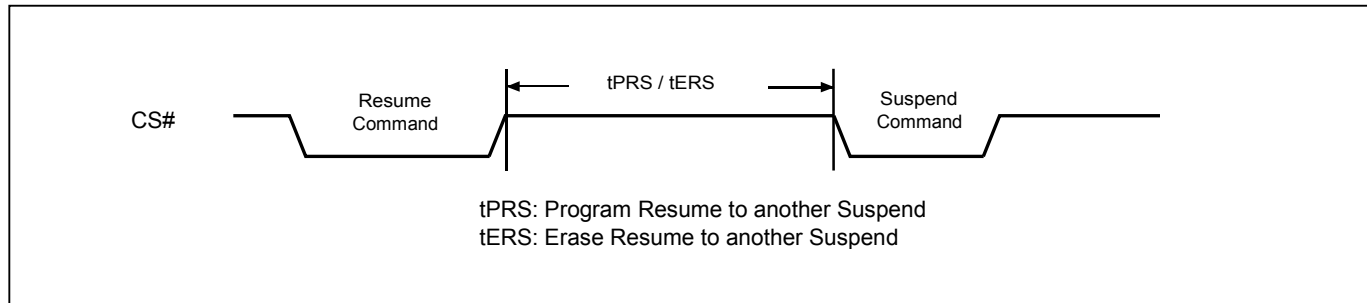 tPRS / tERS
Resume
Command
Suspend
Command
CS#
tPRS: Program Resume to another Suspend
tERS: Erase Resume to another Suspend